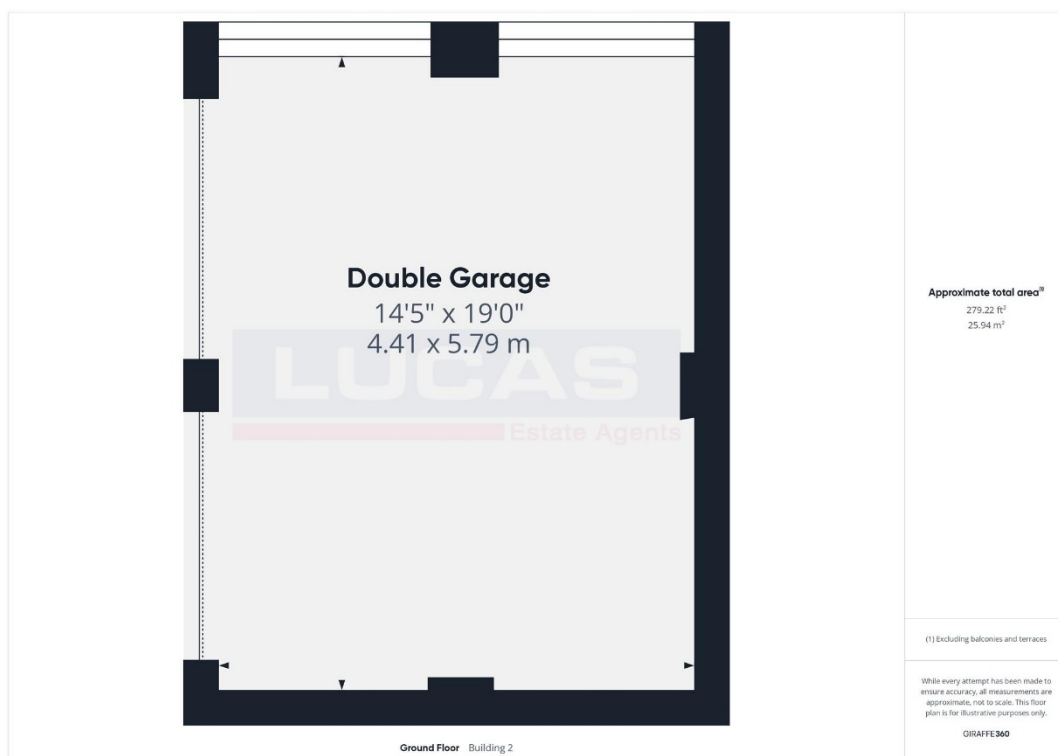 Double Garage
14'5" x 19'0"
4.41 x 5.79 m
LUCAS
Estate Agents
Ground Floor Building 2
Approximate total area⁽¹⁾
279.22 ft²
25.94 m²
(1) Excluding balconies and terraces
While every attempt has been made to
ensure accuracy, all measurements are
approximate, not to scale. This floor
plan is for illustrative purposes only.
GIRAFFE360